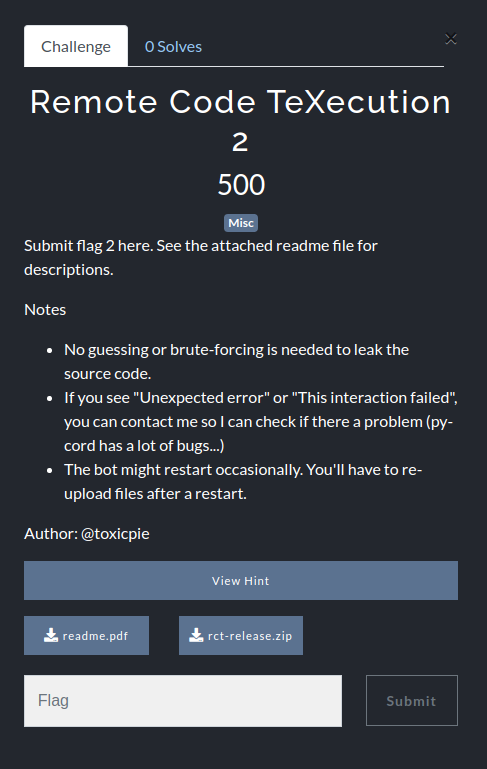 Challenge
0 Solves
×
Remote Code TeXecution
2
500
Misc
Submit flag 2 here. See the attached readme file for
descriptions.
Notes
• No guessing or brute-forcing is needed to leak the
source code.
• If you see "Unexpected error" or "This interaction failed",
you can contact me so I can check if there a problem (py-
cord has a lot of bugs...)
• The bot might restart occasionally. You'll have to re-
upload files after a restart.
Author: @toxicpie
View Hint
readme.pdf
rct-release.zip
Flag
Submit